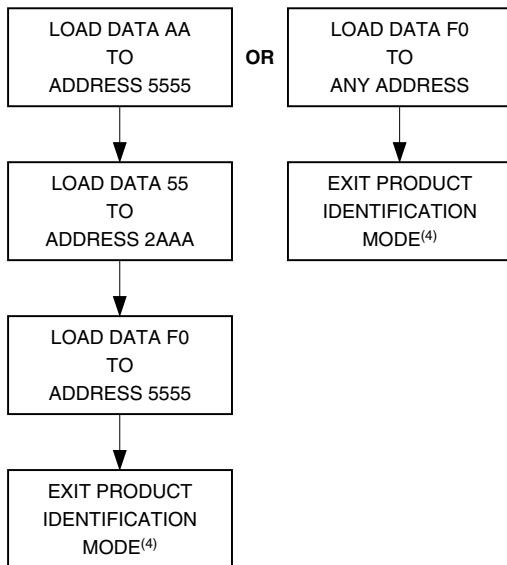 LOAD DATA AA
TO
ADDRESS 5555
LOAD DATA 55
TO
ADDRESS 2AAA
LOAD DATA F0
TO
ADDRESS 5555
EXIT PRODUCT
IDENTIFICATION
MODE(4)
OR
LOAD DATA F0
TO
ANY ADDRESS
EXIT PRODUCT
IDENTIFICATION
MODE(4)